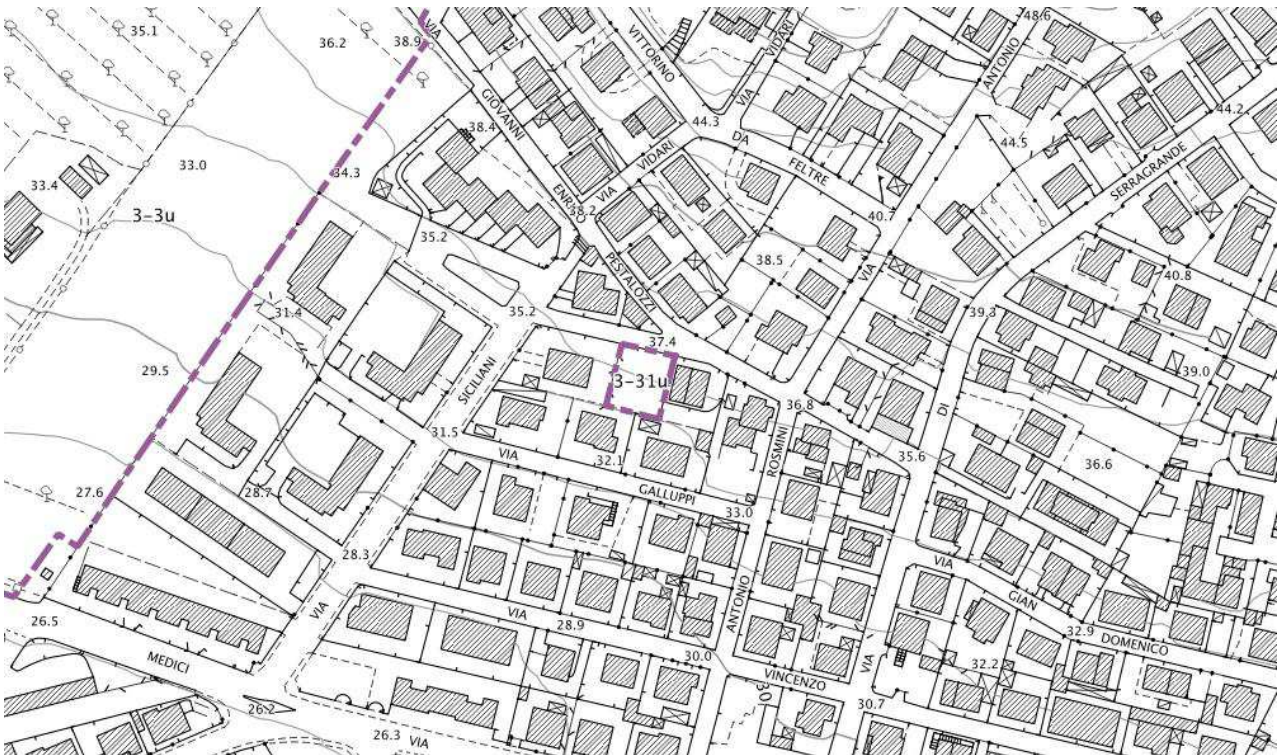 48.6
35.1
36.2
38.9
VIA
VITTORINO
VIDARI
VIA
ANTONIO
GIOVANNI
38.4
44.3
44.2
DA
44.5
33.0
34.3
VIDARI
VIA
FELTRE
SERRAGRANDE
33.4
3-3u
ENRS
38.2
40.7
35.2
PESTALOZZI
38.5
VIA
40.8
31.4
35.2
39.3
37.4
29.5
SICILIANI
3-31u
39.0
36.8
DI
31.5
ROSMINI
35.6
VIA
32.1
36.6
27.6
28.7
GALLUPPI
33.0
28.3
VIA
GIAN
26.5
VIA
VIA
28.9
ANTONIO
32.9
DOMENICO
MEDICI
30.0
VINCENZO
VIA
32.2
30
26.2
30.7
26.3
VIA